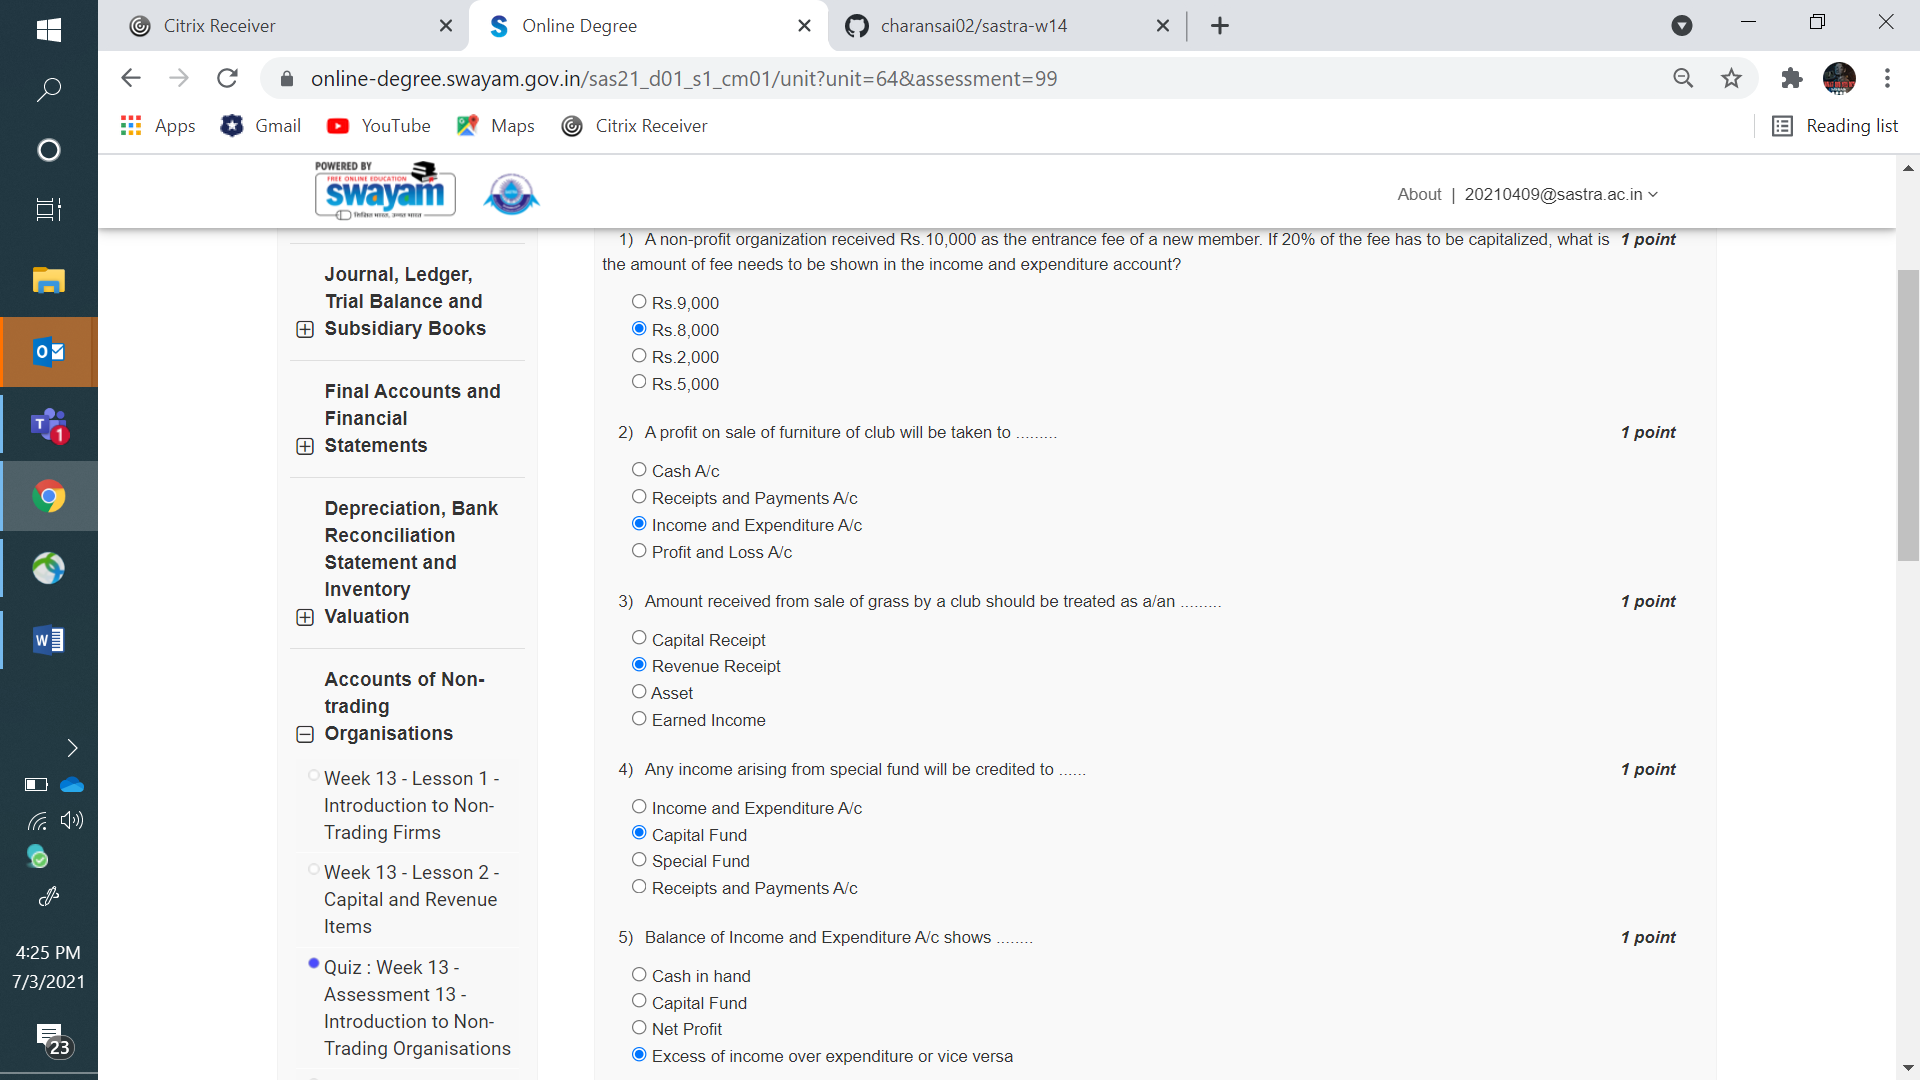 Citrix Receiver
Online Degree
charansai02/sastra-w14
online-degree.swayam.gov.in/sas21_d01_s1_cm01/unit?unit=64&assessment=99
Apps
Gmail
YouTube
Maps
Citrix Receiver
Reading list
POWERED BY
FREE ONLINE EDUCATION
swayam
About | 20210409@sastra.ac.in
Journal, Ledger,
Trial Balance and
Subsidiary Books
Final Accounts and
Financial
Statements
Depreciation, Bank
Reconciliation
Statement and
Inventory
Valuation
Accounts of Non-
trading
Organisations
Week 13 - Lesson 1 -
Introduction to Non-
Trading Firms
Week 13 - Lesson 2 -
Capital and Revenue
Items
Quiz : Week 13 -
Assessment 13 -
Introduction to Non-
Trading Organisations
1) A non-profit organization received Rs.10,000 as the entrance fee of a new member. If 20% of the fee has to be capitalized, what is 1 point
the amount of fee needs to be shown in the income and expenditure account?
Rs.9,000
Rs.8,000
Rs.2,000
Rs.5,000
2) A profit on sale of furniture of club will be taken to ......... 1 point
Cash A/c
Receipts and Payments A/c
Income and Expenditure A/c
Profit and Loss A/c
3) Amount received from sale of grass by a club should be treated as a/an ......... 1 point
Capital Receipt
Revenue Receipt
Asset
Earned Income
4) Any income arising from special fund will be credited to ...... 1 point
Income and Expenditure A/c
Capital Fund
Special Fund
Receipts and Payments A/c
5) Balance of Income and Expenditure A/c shows ........ 1 point
Cash in hand
Capital Fund
Net Profit
Excess of income over expenditure or vice versa
T
1
W
4:25 PM
7/3/2021
23